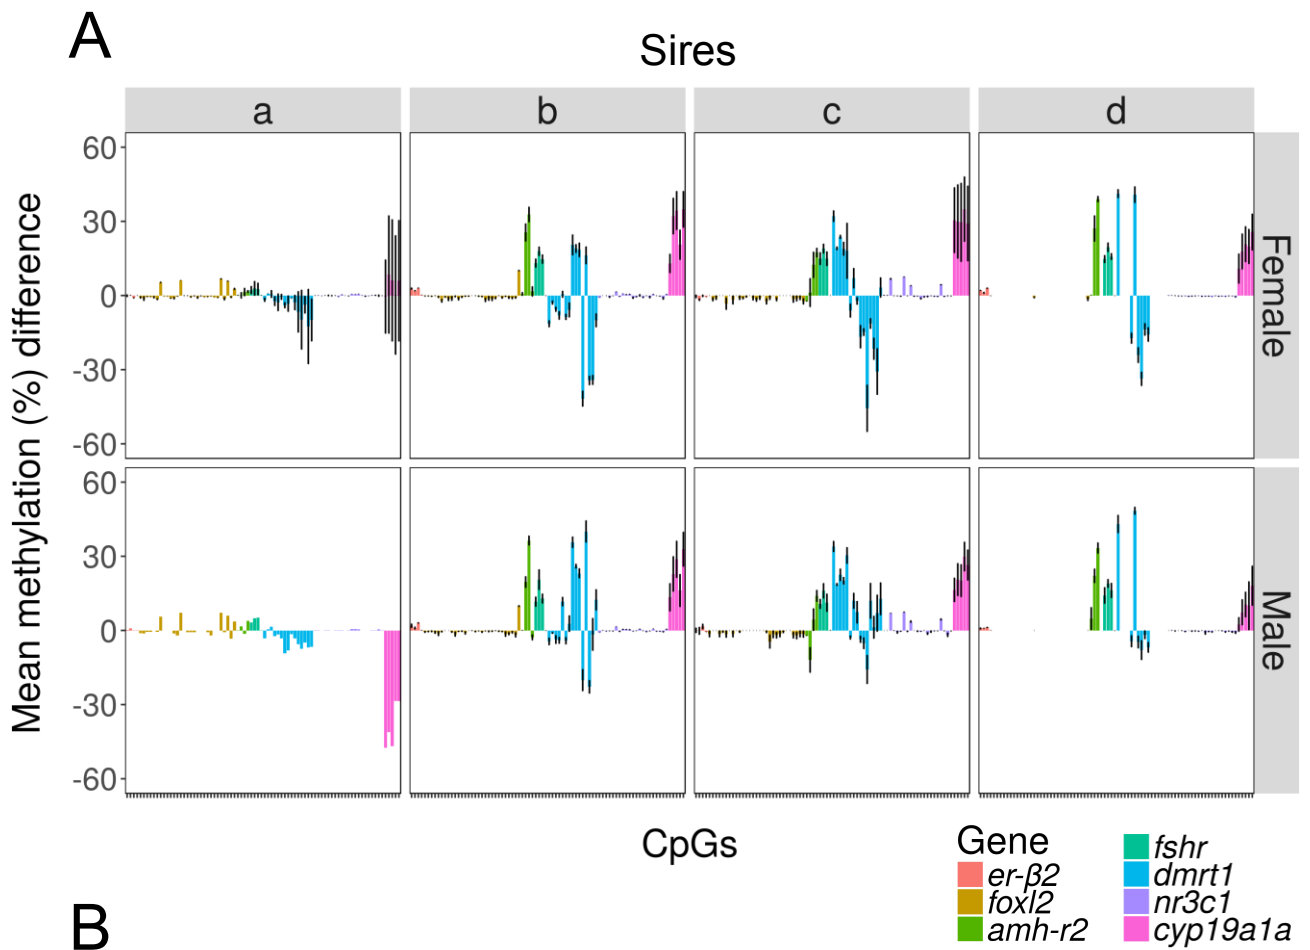 A
Sires
a b c d
Mean methylation (%) difference
60
30
0
-30
-60
Female
60
30
0
-30
-60
Male
CpGs
Gene
er-β2
foxl2
amh-r2
fshr
dmrt1
nr3c1
cyp19a1a
B